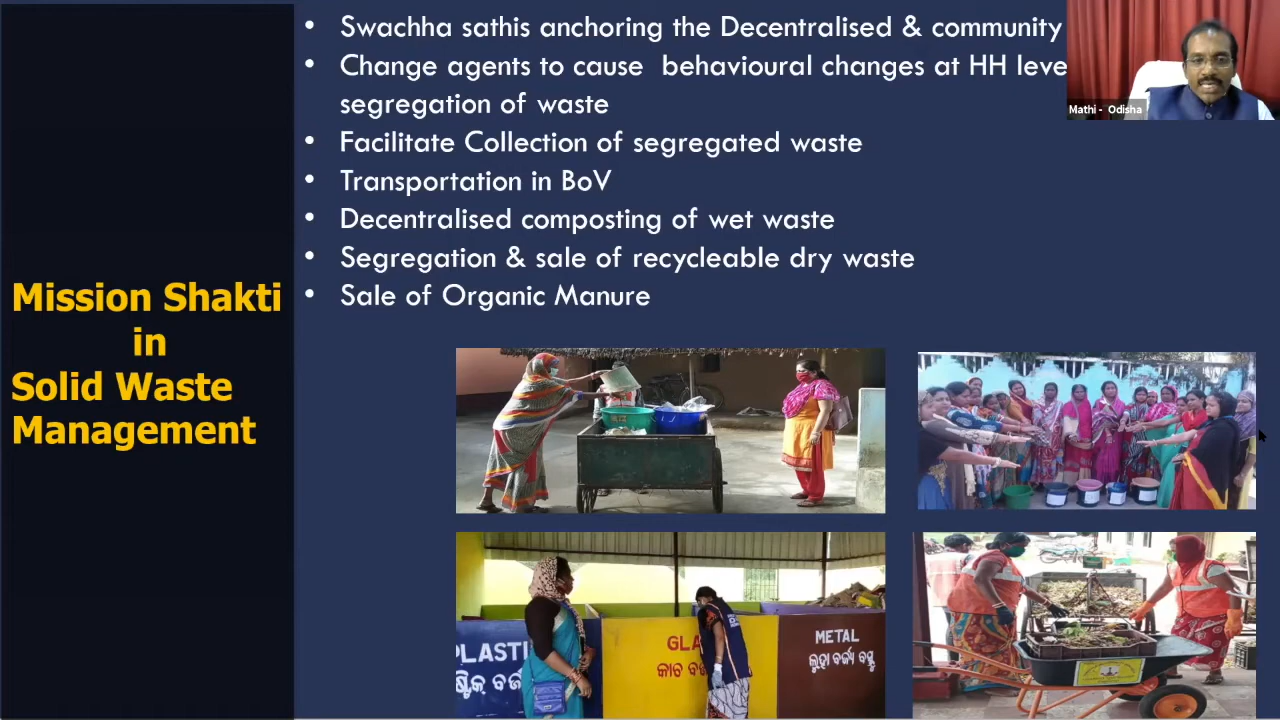 Swachha sathis anchoring the Decentralised & community
Change agents to cause behavioural changes at HH leve
segregation of waste
Facilitate Collection of segregated waste
Transportation in BoV
Decentralised composting of wet waste
Segregation & sale of recycleable dry waste
Sale of Organic Manure
Mathi - Odisha
Mission Shakti
in
Solid Waste
Management
PLASTI
GLA
କାଚ
METAL
ଲୁହା ବର୍ଜ୍ୟ ବସ୍ତୁ